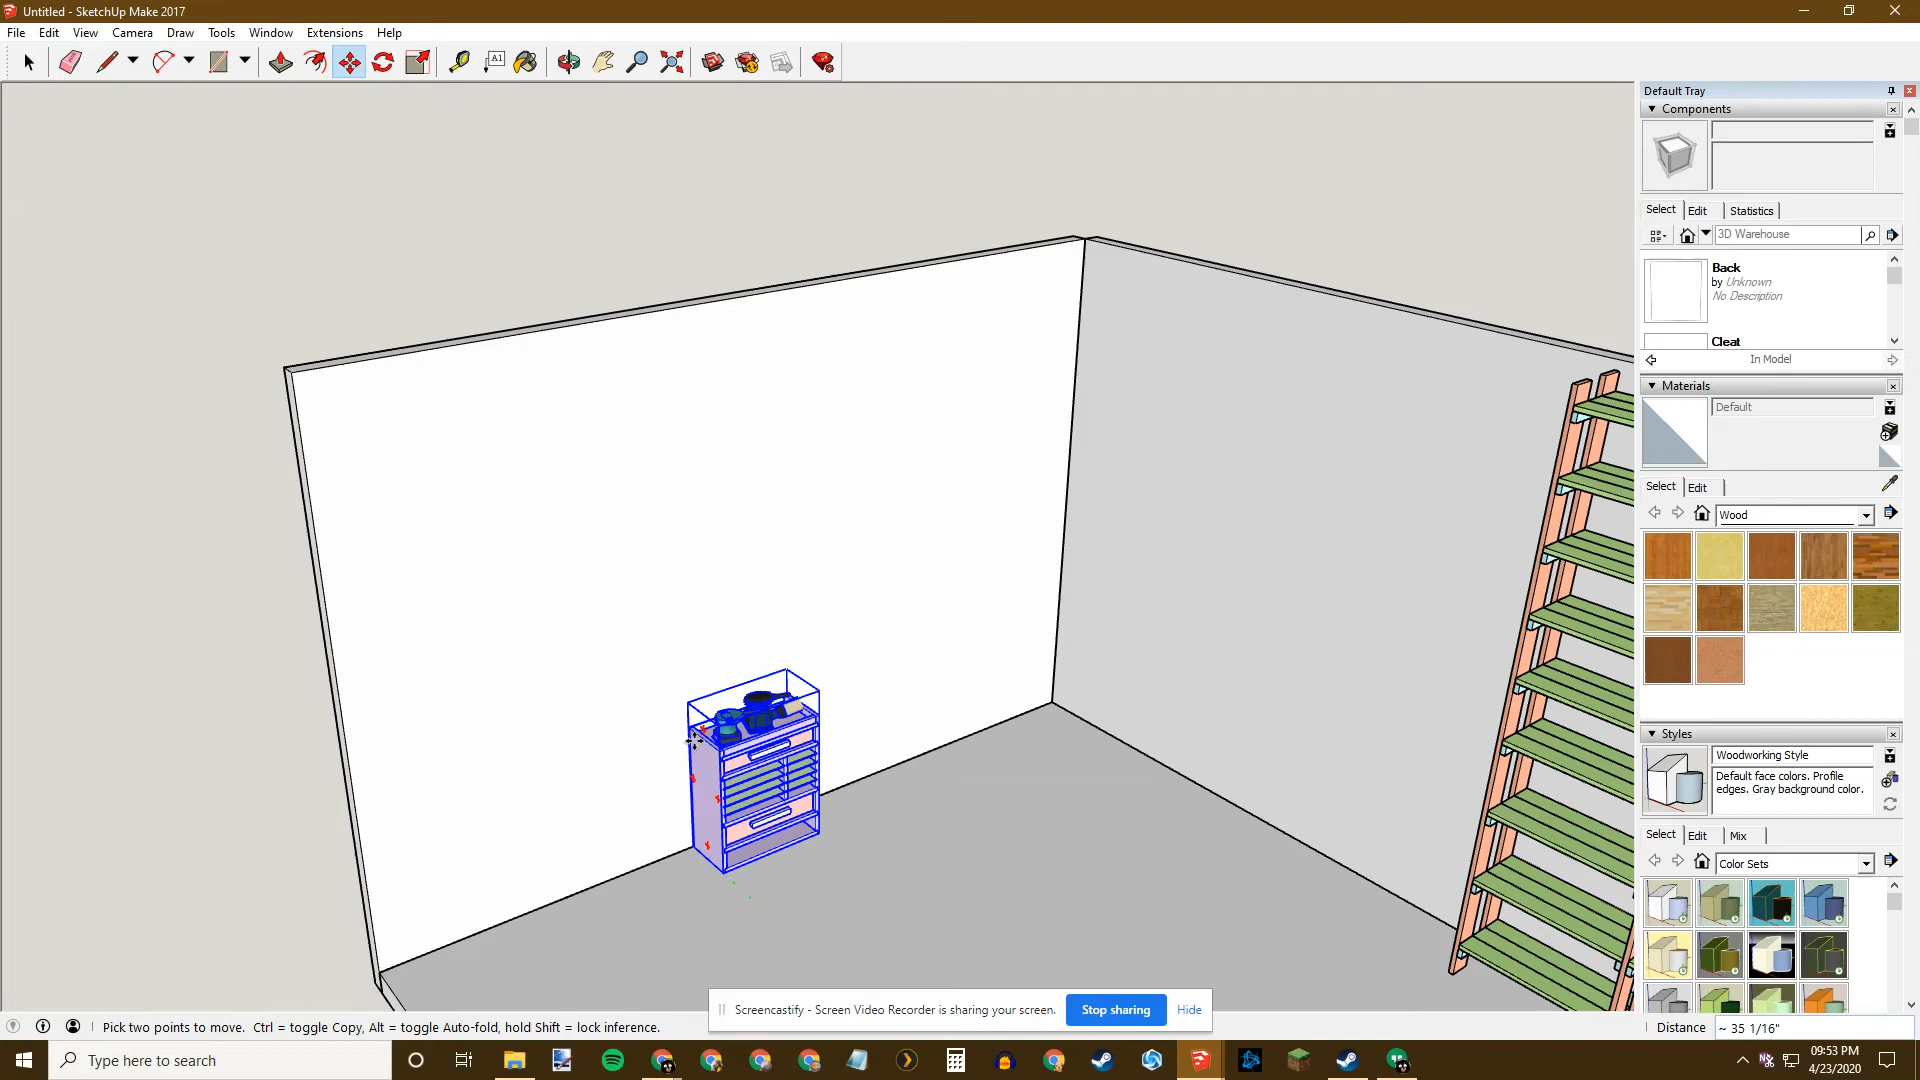 Untitled - SketchUp Make 2017
File Edit View Camera Draw Tools Window Extensions Help
A1
Default Tray
Components
Select Edit Statistics
3D Warehouse
Back
by Unknown
No Description
Cleat
In Model
Materials
Default
Select Edit
Wood
Styles
Woodworking Style
Default face colors. Profile
edges. Gray background color.
Select Edit Mix
Color Sets
Screencastify - Screen Video Recorder is sharing your screen. Stop sharing Hide
Pick two points to move. Ctrl = toggle Copy, Alt = toggle Auto-fold, hold Shift = lock inference.
Distance ~ 35 1/16"
Type here to search
09:53 PM
4/23/2020